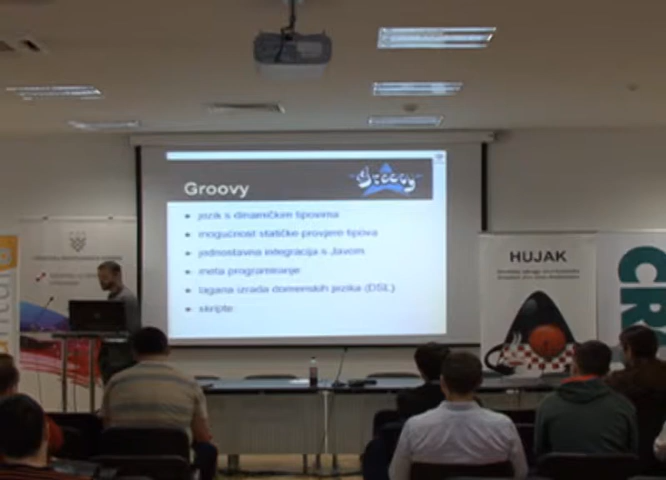 Groovy
Groovy
jezik s dinamičkim tipovima
mogućnost statičke provjere tipova
jednostavna integracija s Javom
meta programiranje
lagana izrada domenskih jezika (DSL)
skripte
HUJAK
CR